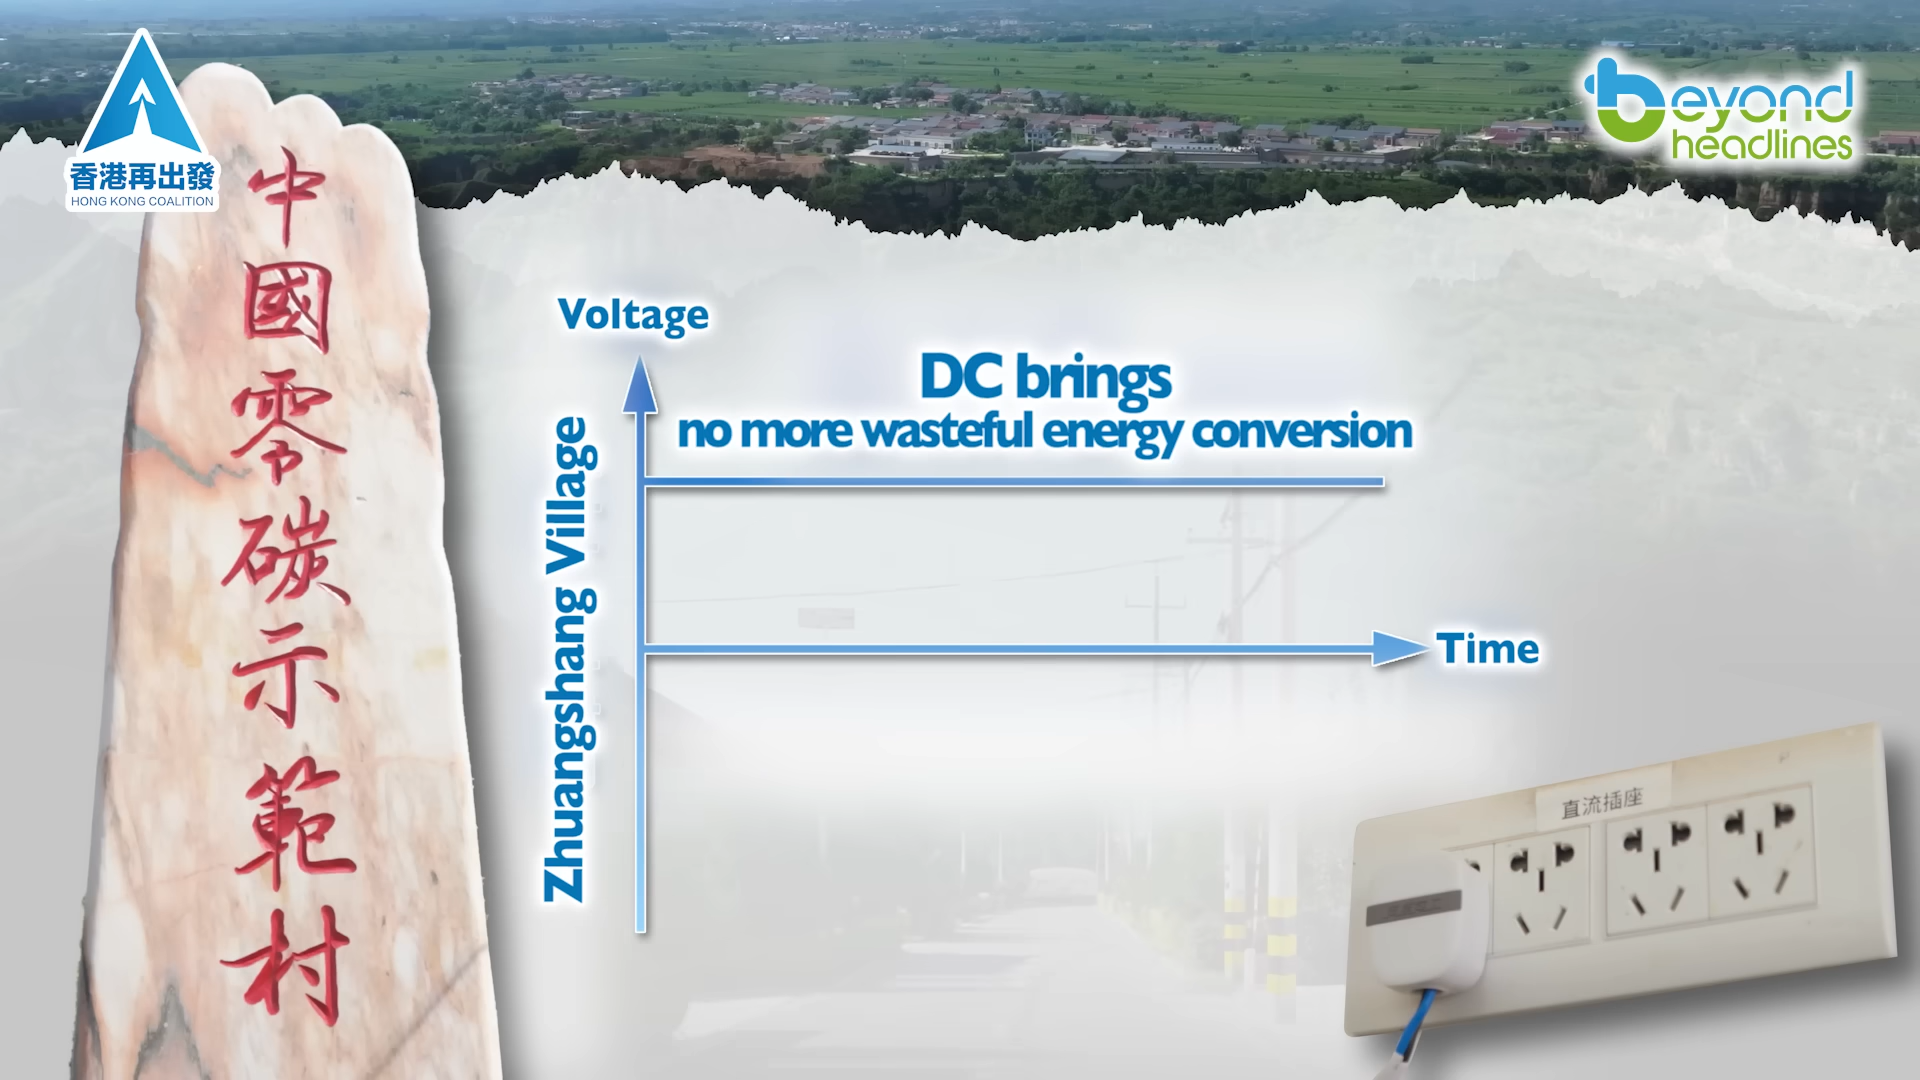 香港再出發
HONG KONG COALITION
beyond
headlines
中國零碳示範村
Voltage
DC brings
no more wasteful energy conversion
Zhuangshang Village
Time
直流插座